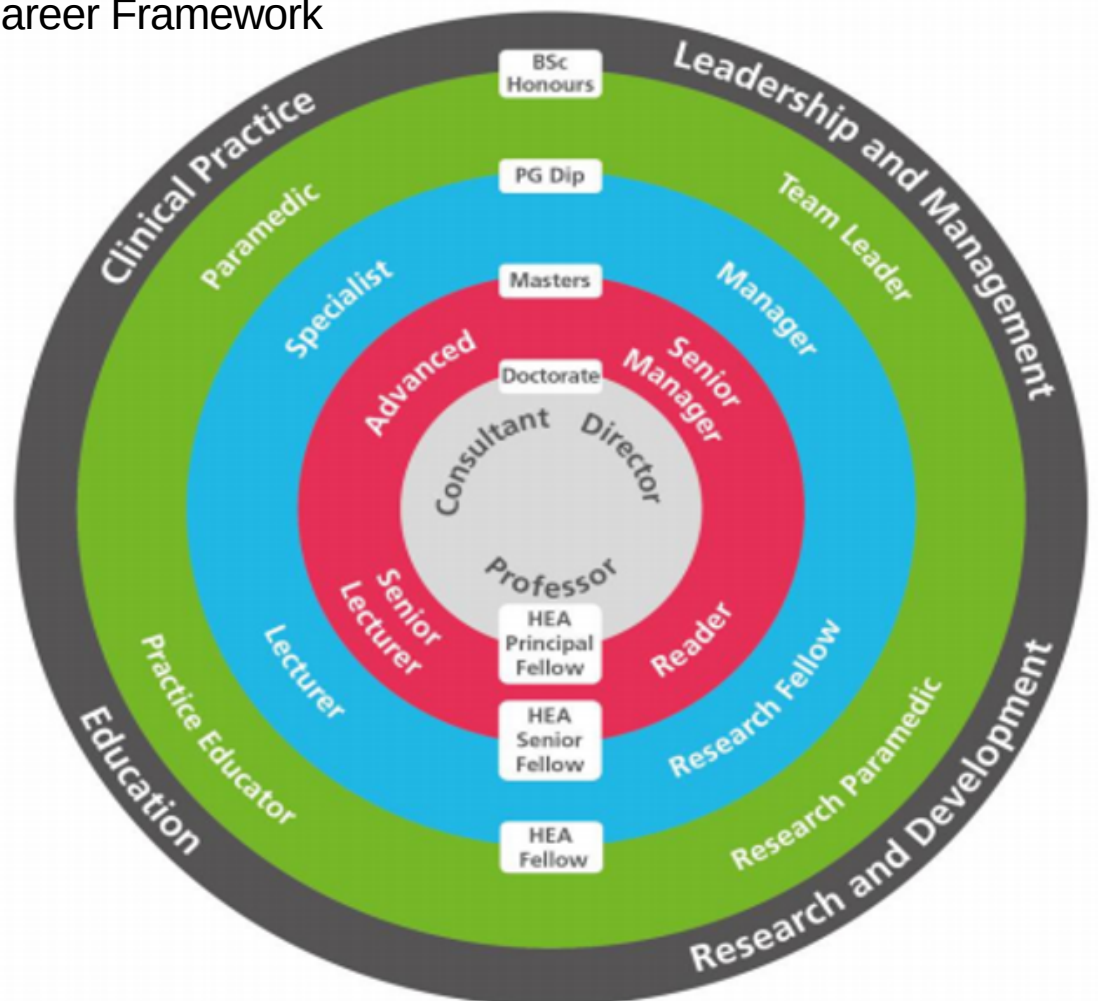 areer Framework
BSc
Honours
Leadership and Management
Clinical Practice
PG Dip
Paramedic
Team Leader
Masters
Specialist
Manager
Advanced
Senior
Manager
Doctorate
Consultant
Director
Professor
HEA
Principal
Fellow
Senior
Lecturer
Reader
HEA
Senior
Fellow
Lecturer
Research Fellow
HEA
Fellow
Practice Educator
Research Paramedic
Education
Research and Development